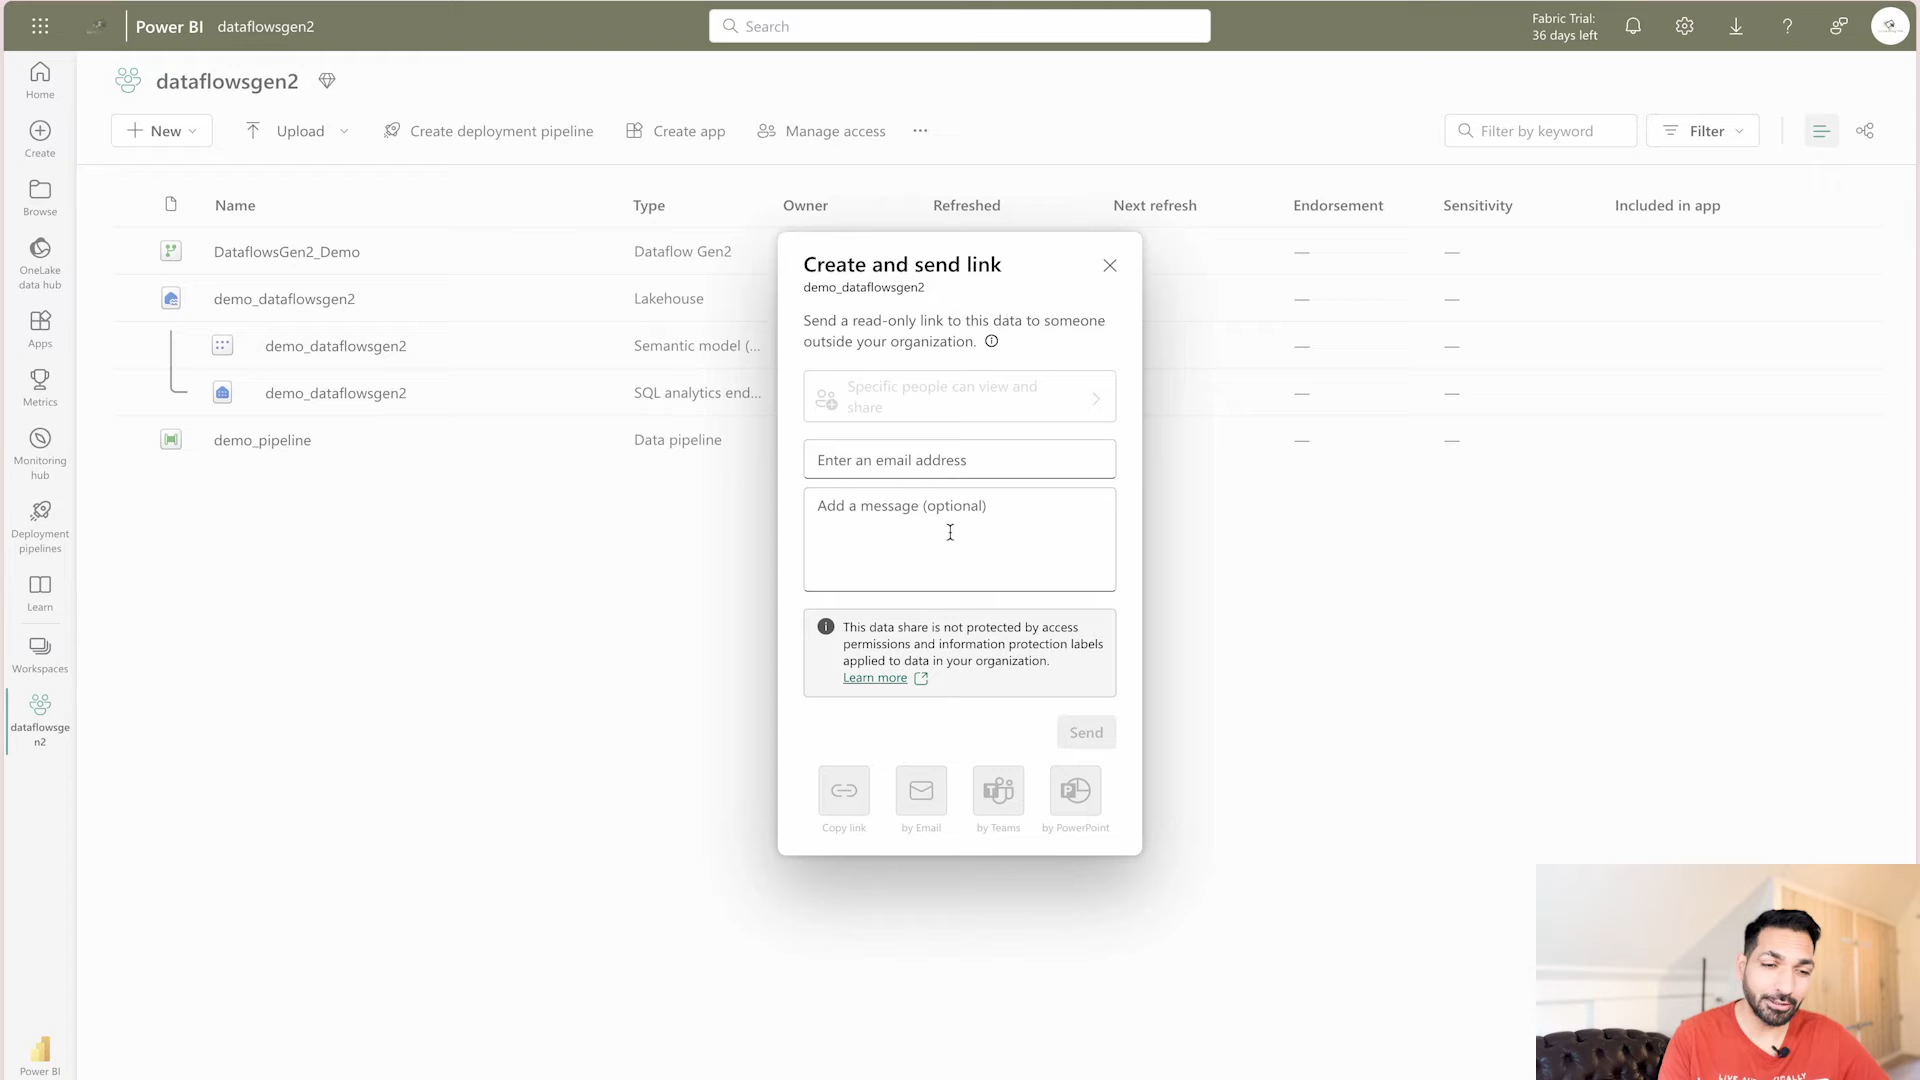 Power BI dataflowsgen2
Search
Fabric Trial:
36 days left
Home
Create
Browse
OneLake
data hub
Apps
Metrics
Monitoring
hub
Deployment
pipelines
Learn
Workspaces
dataflowsge
n2
Power BI
dataflowsgen2
New
Upload
Create deployment pipeline
Create app
Manage access
Filter by keyword
Filter
Name Type Owner Refreshed Next refresh Endorsement Sensitivity Included in app
DataflowsGen2_Demo Dataflow Gen2 — —
demo_dataflowsgen2 Lakehouse — —
demo_dataflowsgen2 Semantic model (... — —
demo_dataflowsgen2 SQL analytics end... — —
demo_pipeline Data pipeline — —
Create and send link
demo_dataflowsgen2
Send a read-only link to this data to someone
outside your organization.
Specific people can view and
share
Enter an email address
Add a message (optional)
This data share is not protected by access
permissions and information protection labels
applied to data in your organization.
Learn more
Send
Copy link
by Email
by Teams
by PowerPoint